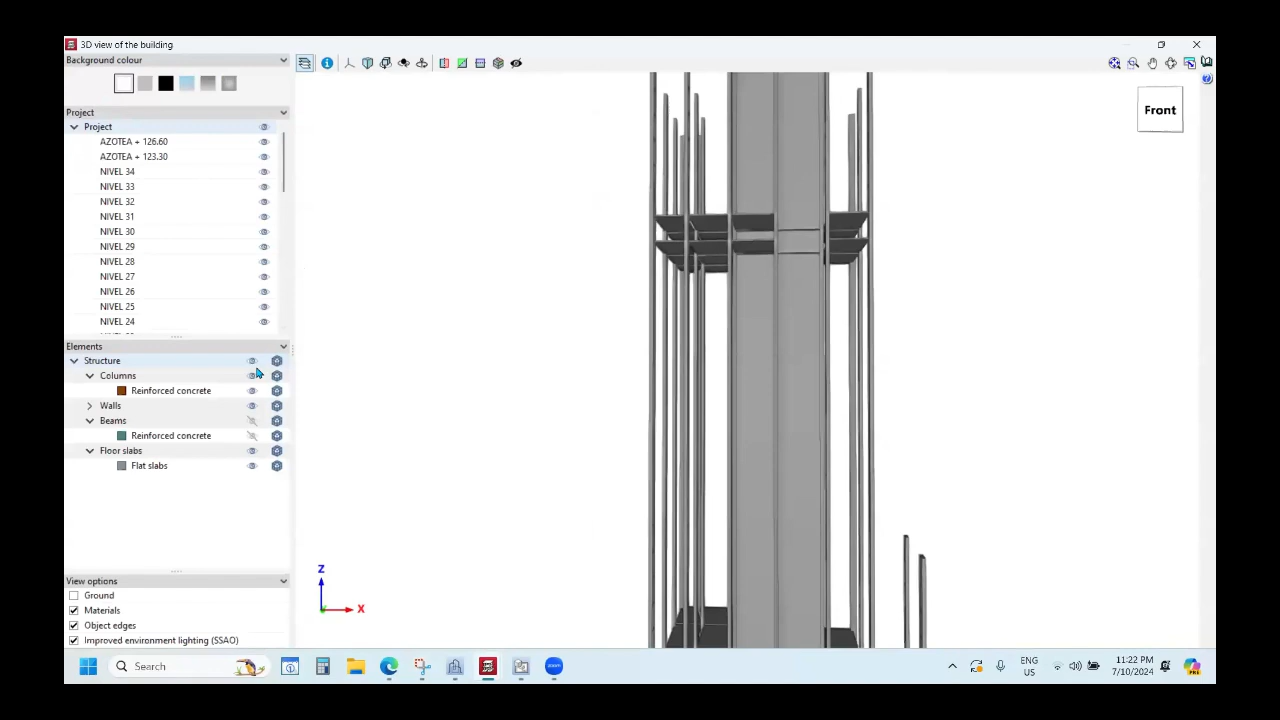 3D view of the building
Background colour
Project
Project
AZOTEA + 126.60
AZOTEA + 123.30
NIVEL 34
NIVEL 33
NIVEL 32
NIVEL 31
NIVEL 30
NIVEL 29
NIVEL 28
NIVEL 27
NIVEL 26
NIVEL 25
NIVEL 24
Elements
Structure
Columns
Reinforced concrete
Walls
Beams
Reinforced concrete
Floor slabs
Flat slabs
View options
Ground
Materials
Object edges
Improved environment lighting (SSAO)
Front
Z
X
Search
zoom
ENG
US
11:22 PM
7/10/2024
PRE